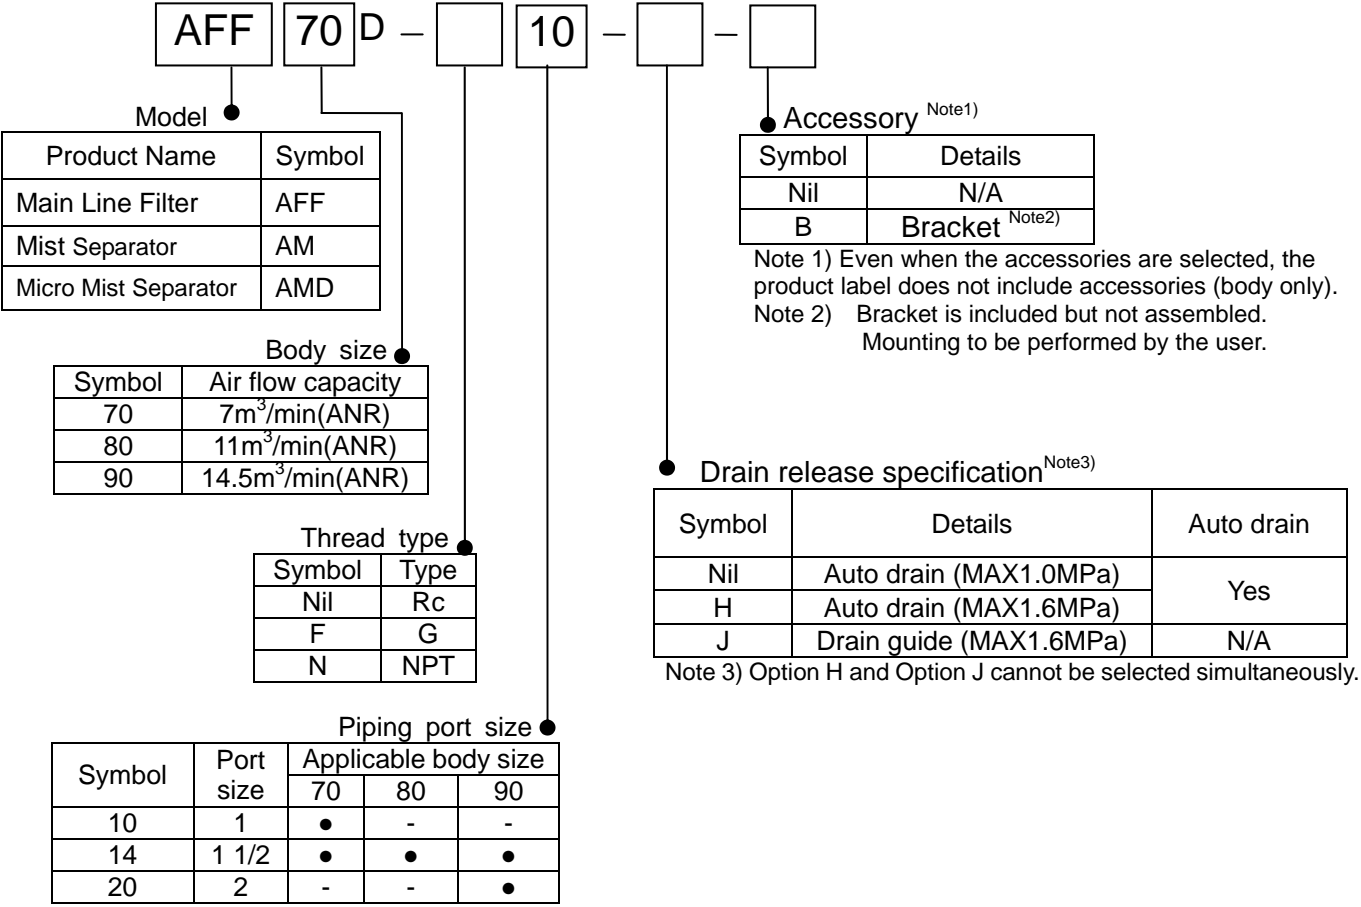 AFF 70 D – 10 – –
Model
Product Name Symbol
Main Line Filter AFF
Mist Separator AM
Micro Mist Separator AMD
Accessory Note1)
Symbol Details
Nil N/A
B Bracket Note2)
Note 1) Even when the accessories are selected, the
product label does not include accessories (body only).
Note 2) Bracket is included but not assembled.
Mounting to be performed by the user.
Body size
Symbol Air flow capacity
70 7m³/min(ANR)
80 11m³/min(ANR)
90 14.5m³/min(ANR)
Drain release specification Note3)
Symbol Details Auto drain
Nil Auto drain (MAX1.0MPa) Yes
H Auto drain (MAX1.6MPa)
J Drain guide (MAX1.6MPa) N/A
Note 3) Option H and Option J cannot be selected simultaneously.
Thread type
Symbol Type
Nil Rc
F G
N NPT
Piping port size
Symbol Port size Applicable body size
70 80 90
10 1 ● - -
14 1 1/2 ● ● ●
20 2 - - ●